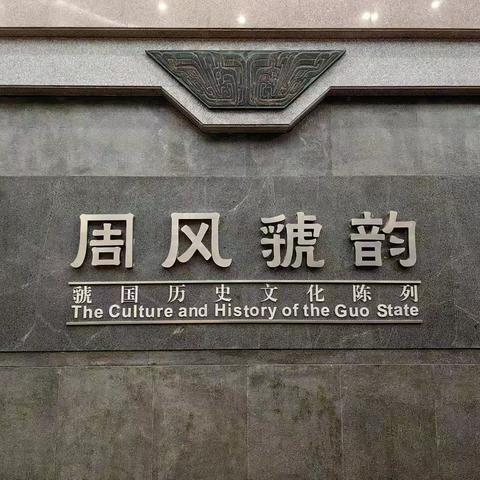 周风虢韵
虢国历史文化陈列
The Culture and History of the Guo State